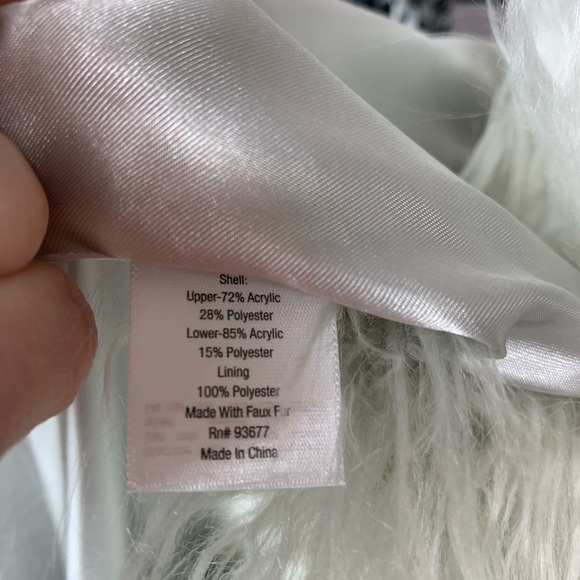 Shell:
Upper-72% Acrylic
28% Polyester
Lower-85% Acrylic
15% Polyester
Lining
100% Polyester
Made With Faux Fur
Rn# 93677
Made In China